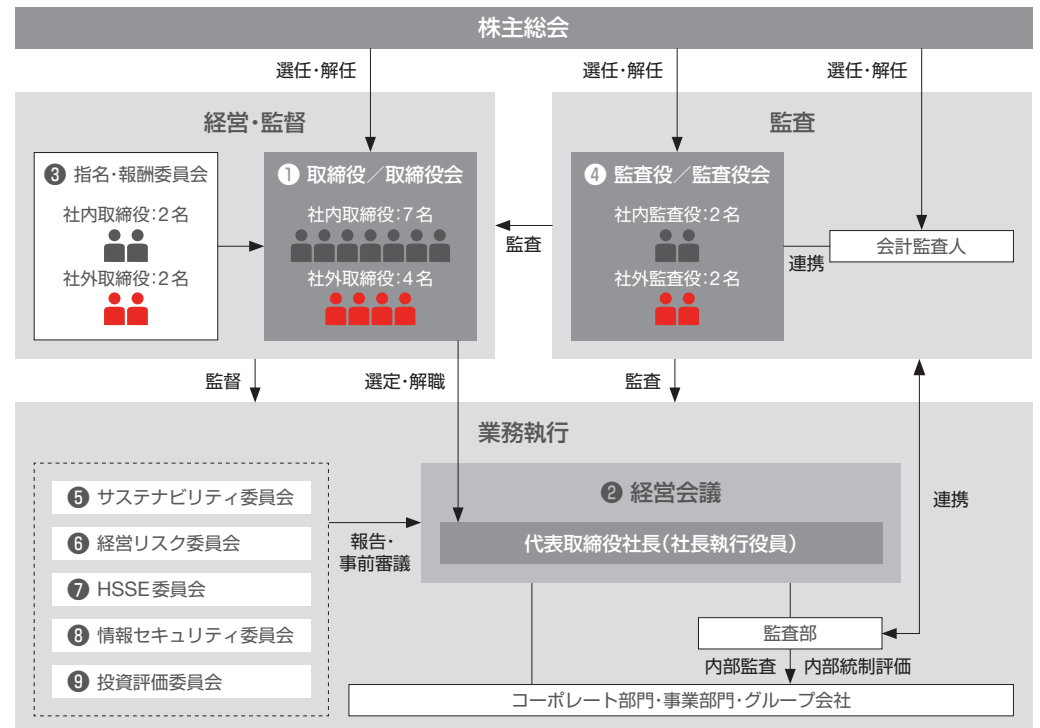 株主総会
選任・解任
選任・解任
選任・解任
経営・監督
監査
❸ 指名・報酬委員会
社内取締役：2名
社外取締役：2名
① 取締役／取締役会
社内取締役：7名
社外取締役：4名
監査
④ 監査役／監査役会
社内監査役：2名
社外監査役：2名
連携
会計監査人
監督
選定・解職
監査
業務執行
❺ サステナビリティ委員会
❻ 経営リスク委員会
❼ HSSE委員会
❽ 情報セキュリティ委員会
❾ 投資評価委員会
報告・
事前審議
❷ 経営会議
代表取締役社長（社長執行役員）
連携
監査部
内部監査
内部統制評価
コーポレート部門・事業部門・グループ会社